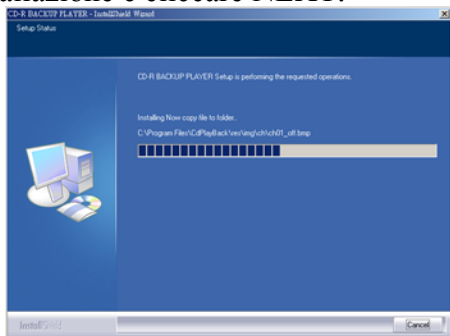 CD-R BACKUP PLAYER - InstallShield Wizard
Setup Status
CD-R BACKUP PLAYER Setup is performing the requested operations.
Installing Now copy file to folder..
C:\Program Files\CdPlayBack\res\img\ch\ch01_off.bmp
InstallShield
Cancel